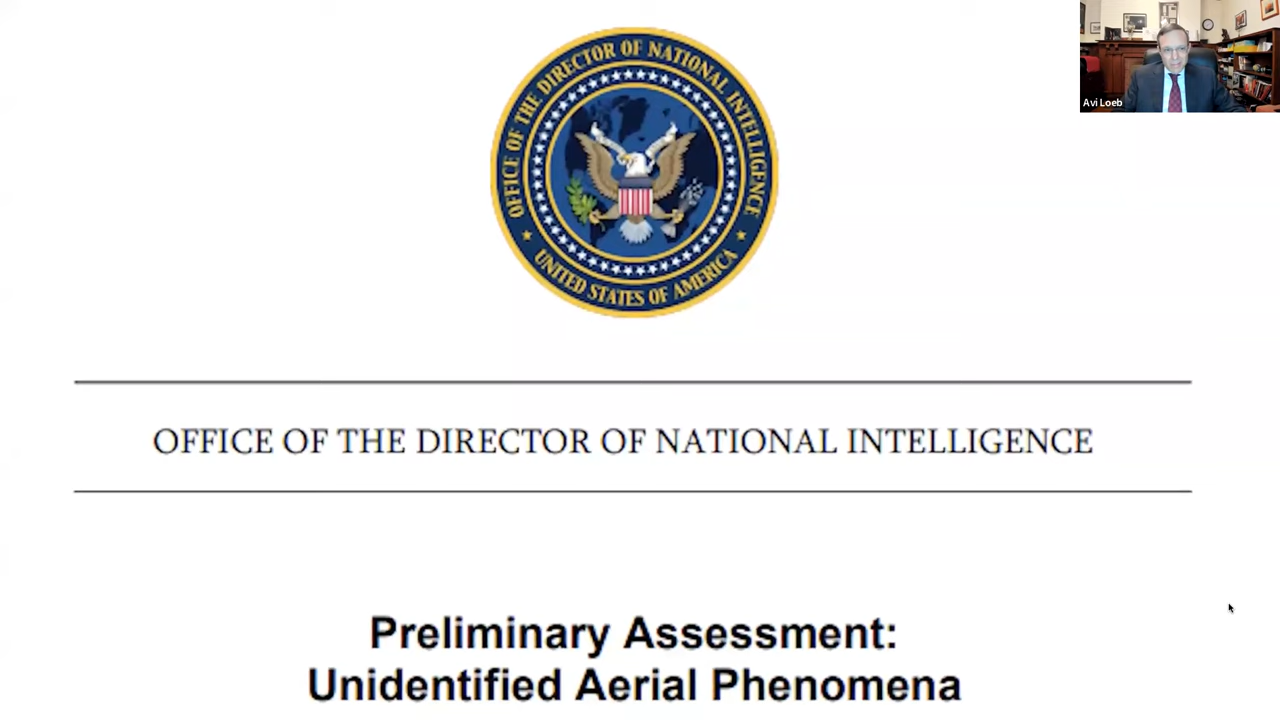 OFFICE OF THE DIRECTOR OF NATIONAL INTELLIGENCE
UNITED STATES OF AMERICA
Avi Loeb
OFFICE OF THE DIRECTOR OF NATIONAL INTELLIGENCE
Preliminary Assessment:
Unidentified Aerial Phenomena